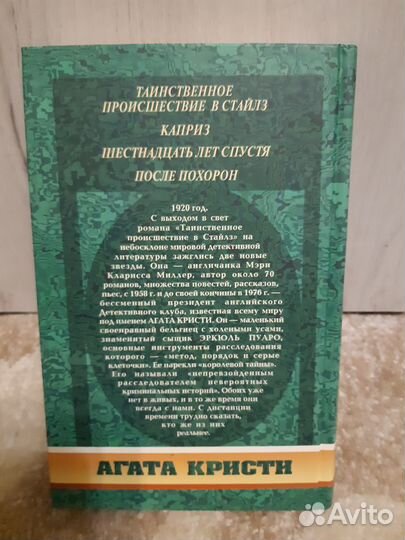 ТАИНСТВЕННОЕ
ПРОИСШЕСТВИЕ В СТАЙЛЗ
КАПРИЗ
ШЕСТНАДЦАТЬ ЛЕТ СПУСТЯ
ПОСЛЕ ПОХОРОН
1920 год.
С выходом в свет
романа «Таинственное
происшествие в Стайлз» на
небосклоне мировой детективной
литературы зажглись две новые
звезды. Она — англичанка Мэри
Кларисса Миллер, автор около 70
романов, множества повестей, рассказов,
пьес, с 1958 г. и до своей кончины в 1976 г. —
бессменный президент английского
Детективного клуба, известная всему миру
под именем АГАТА КРИСТИ. Он — маленький
своенравный бельгиец с холеными усами,
знаменитый сыщик ЭРКЮЛЬ ПУАРО,
основные инструменты расследования
которого — «метод, порядок и серые
клеточки». Ее нарекли «королевой тайны».
Его называли «непревзойденным
расследователем невероятных
криминальных историй». Обоих уже
нет в живых, и в то же время они
всегда с нами. С дистанции
времени трудно сказать,
кто же из них
реальнее.
АГАТА КРИСТИ
Avito